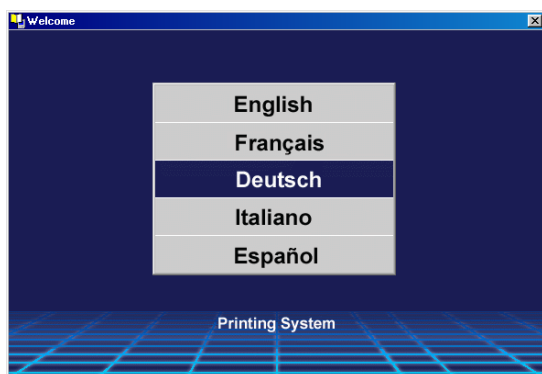 Welcome
English
Français
Deutsch
Italiano
Español
Printing System